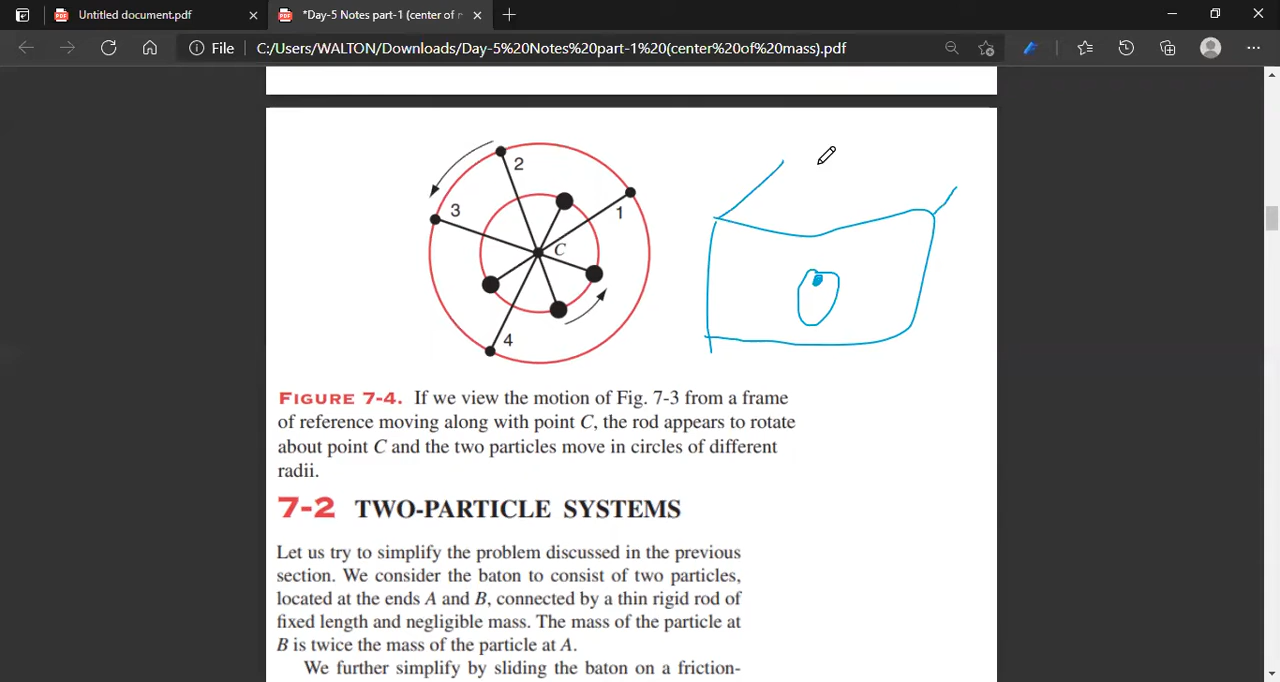 Untitled document.pdf
*Day-5 Notes part-1 (center of
File
C:/Users/WALTON/Downloads/Day-5%20Notes%20part-1%20(center%20of%20mass).pdf
2
3
1
C
4
FIGURE 7-4. If we view the motion of Fig. 7-3 from a frame
of reference moving along with point C, the rod appears to rotate
about point C and the two particles move in circles of different
radii.
7-2 TWO-PARTICLE SYSTEMS
Let us try to simplify the problem discussed in the previous
section. We consider the baton to consist of two particles,
located at the ends A and B, connected by a thin rigid rod of
fixed length and negligible mass. The mass of the particle at
B is twice the mass of the particle at A.
We further simplify by sliding the baton on a friction-